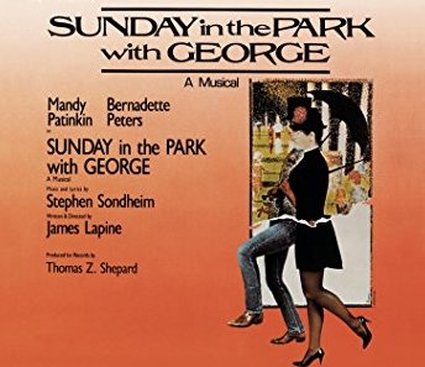 SUNDAY in the PARK
with GEORGE
A Musical
Mandy Bernadette
Patinkin Peters
in
SUNDAY in the PARK
with GEORGE
A Musical
Music and Lyrics by
Stephen Sondheim
Written & Directed by
James Lapine
Produced for Records by
Thomas Z. Shepard